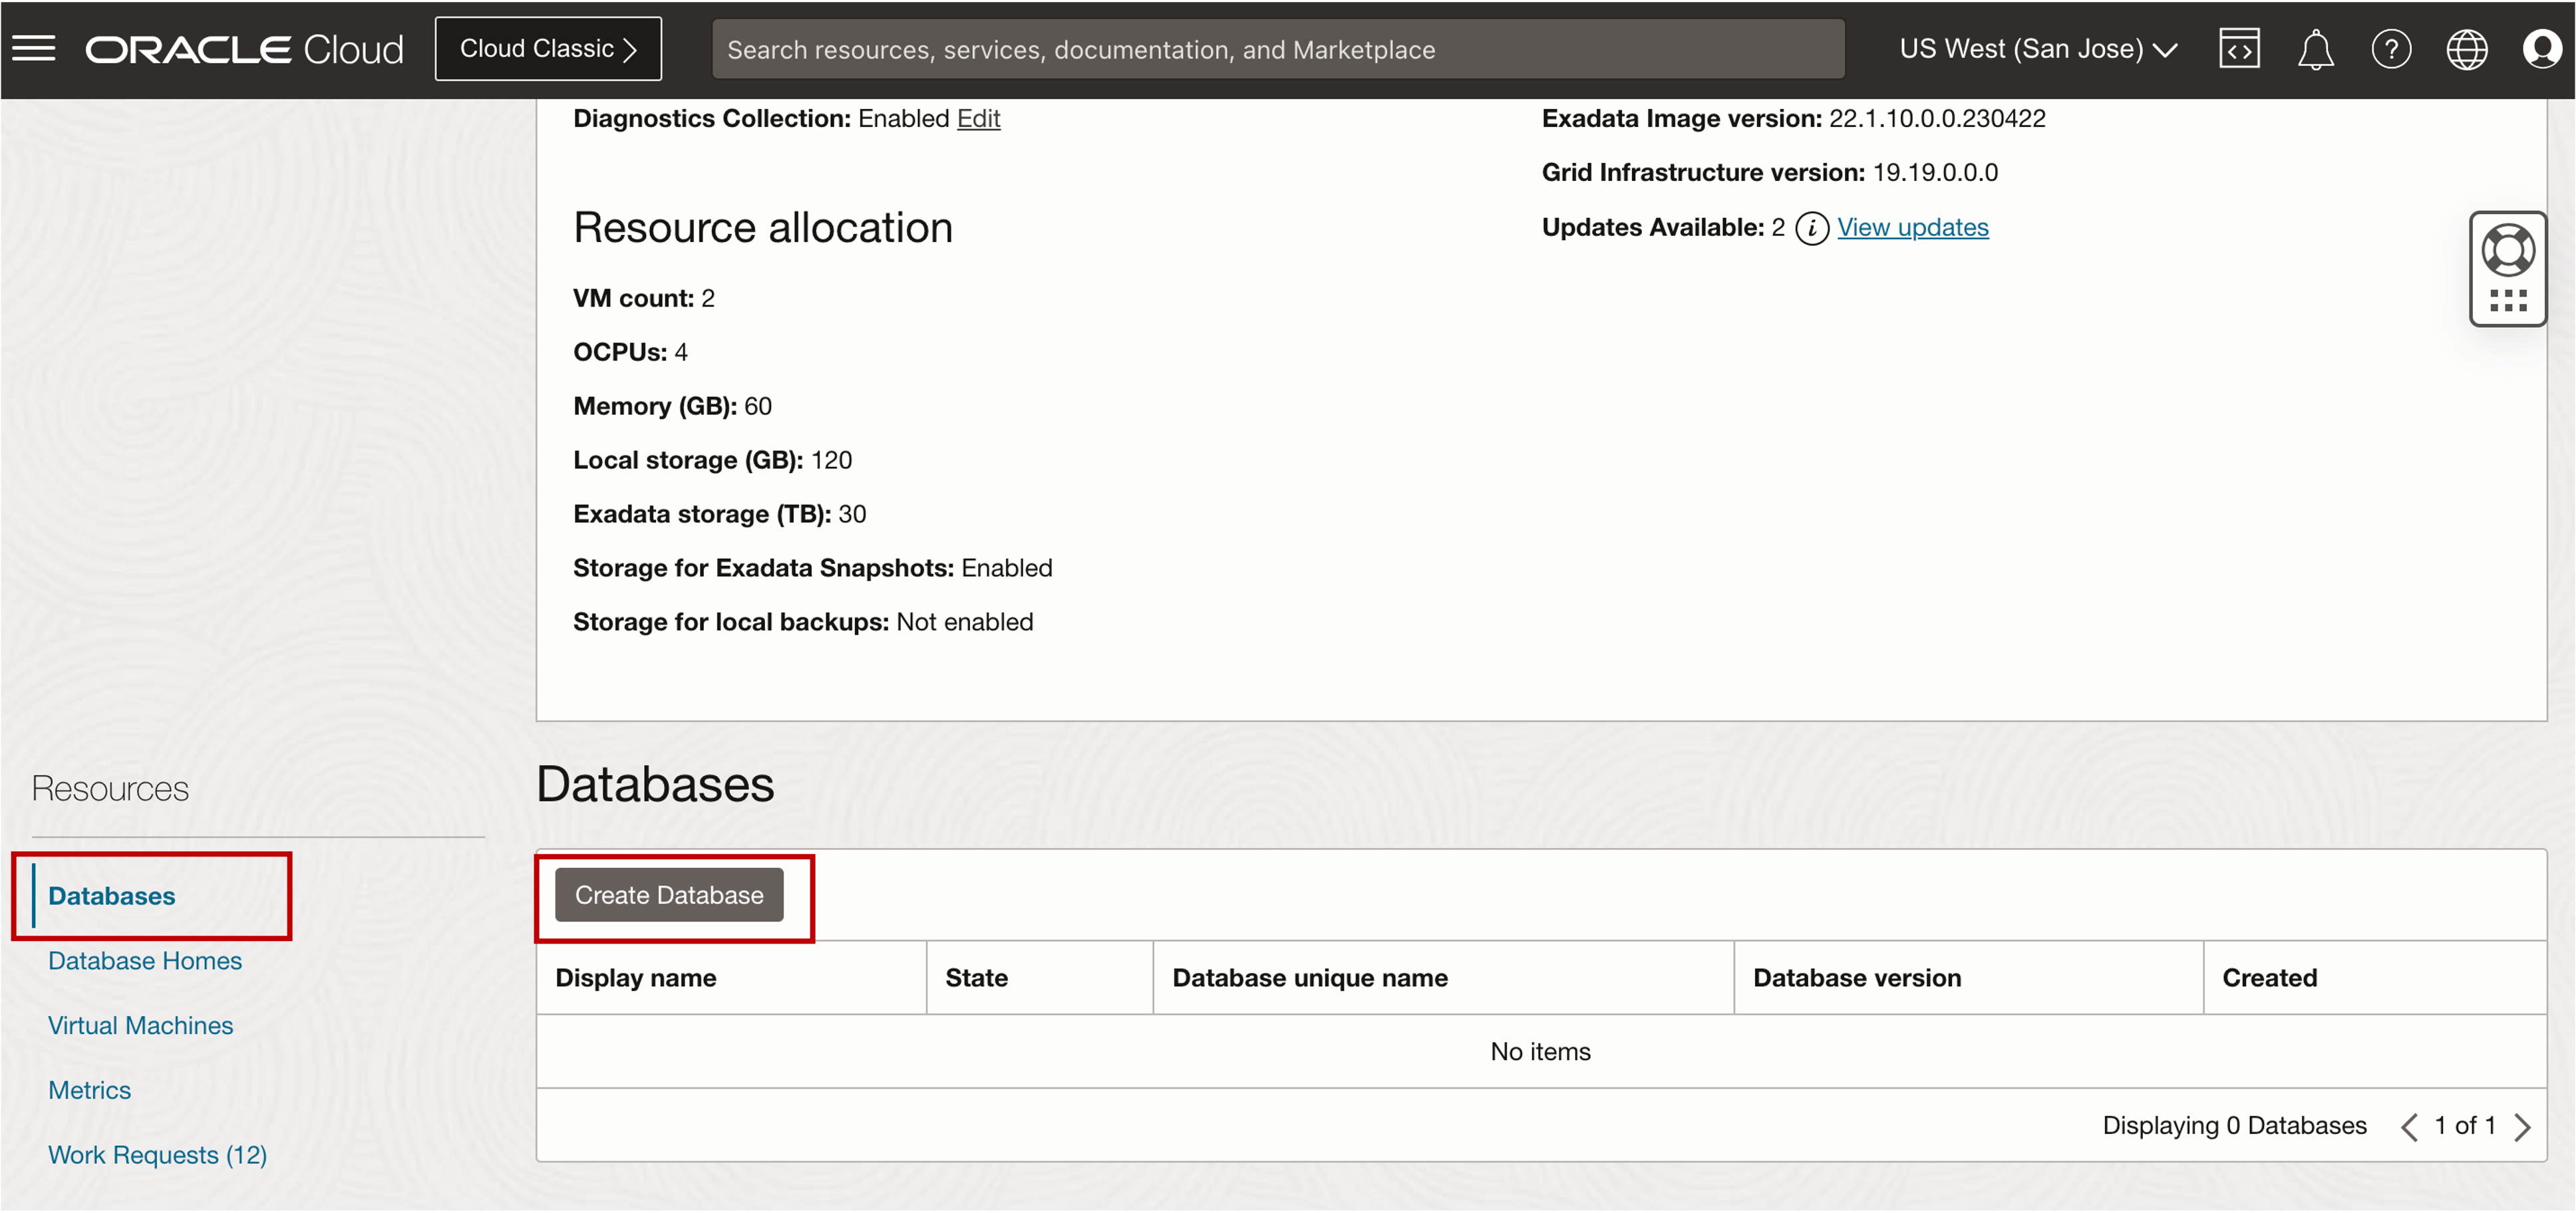 ORACLE Cloud
Cloud Classic
Search resources, services, documentation, and Marketplace
US West (San Jose)
Diagnostics Collection: Enabled Edit
Resource allocation
VM count: 2
OCPUs: 4
Memory (GB): 60
Local storage (GB): 120
Exadata storage (TB): 30
Storage for Exadata Snapshots: Enabled
Storage for local backups: Not enabled
Exadata Image version: 22.1.10.0.0.230422
Grid Infrastructure version: 19.19.0.0.0
Updates Available: 2 i View updates
Resources
Databases
Database Homes
Virtual Machines
Metrics
Work Requests (12)
Databases
Create Database
Display name State Database unique name Database version Created
No items
Displaying 0 Databases < 1 of 1 >